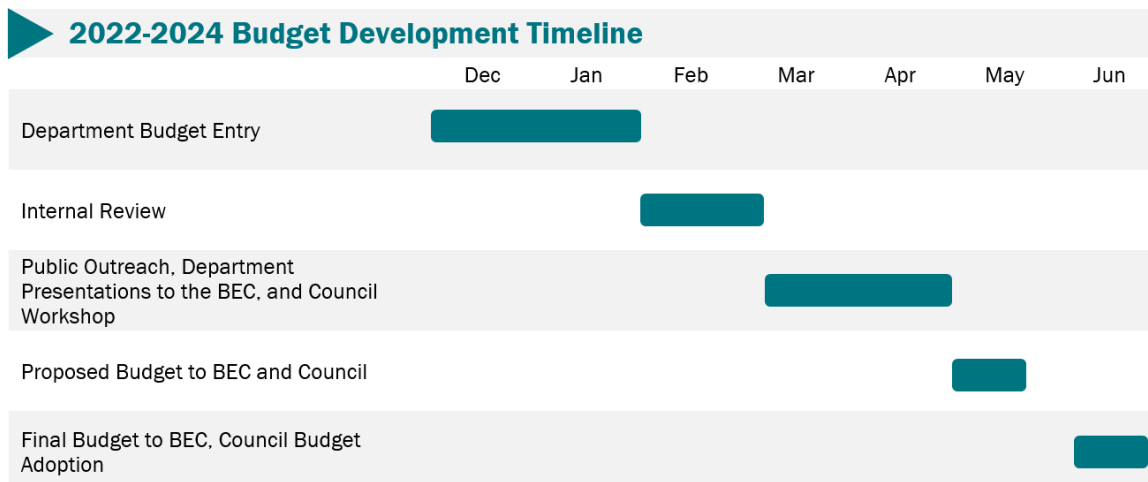 2022-2024 Budget Development Timeline
Dec Jan Feb Mar Apr May Jun
Department Budget Entry
Internal Review
Public Outreach, Department
Presentations to the BEC, and Council
Workshop
Proposed Budget to BEC and Council
Final Budget to BEC, Council Budget
Adoption